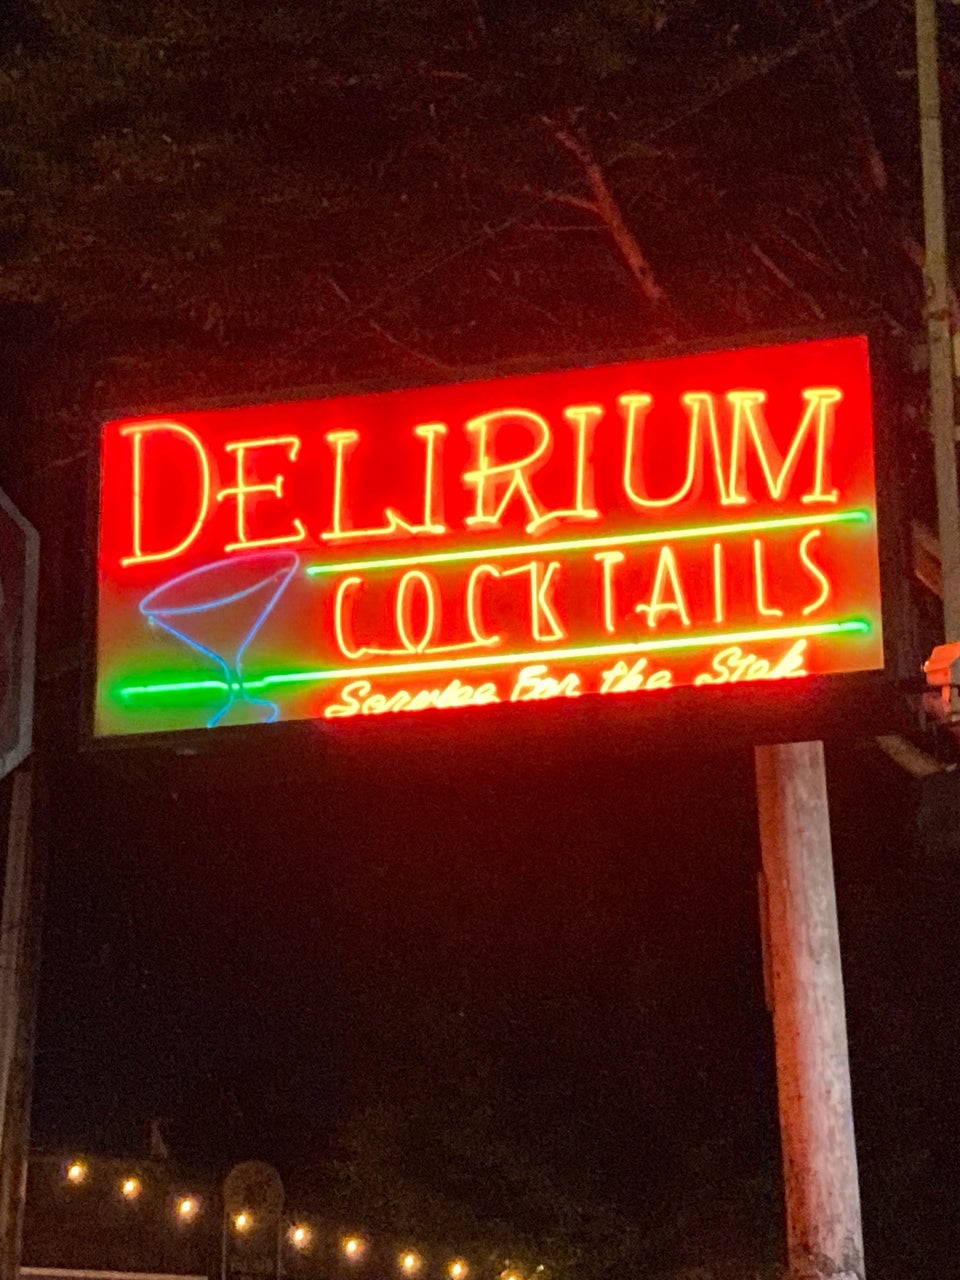 DELIRIUM
COCKTAILS
Service For the Sick